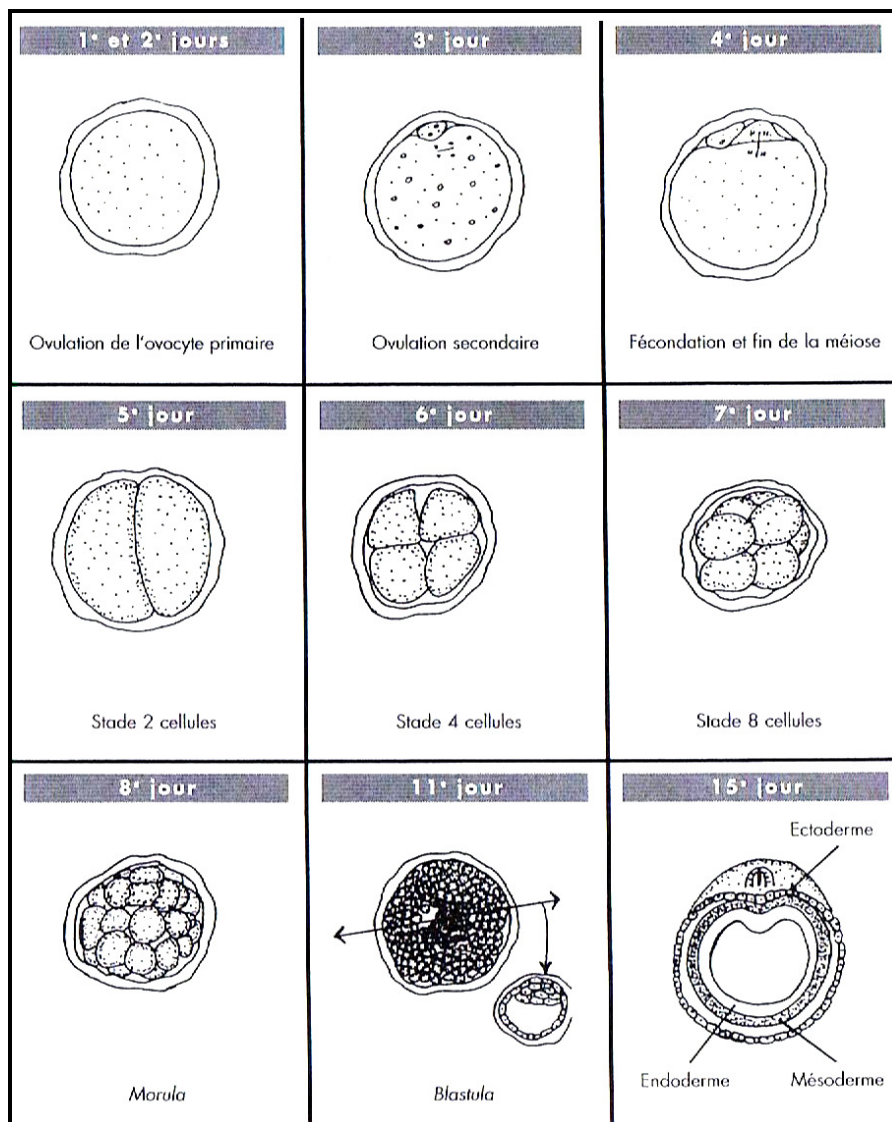 1e et 2e jours
3e jour
4e jour
Ovulation de l'ovocyte primaire
Ovulation secondaire
Fécondation et fin de la méiose
5e jour
6e jour
7e jour
Stade 2 cellules
Stade 4 cellules
Stade 8 cellules
8e jour
11e jour
15e jour
Ectoderme
Endoderme
Mésoderme
Morula
Blastula